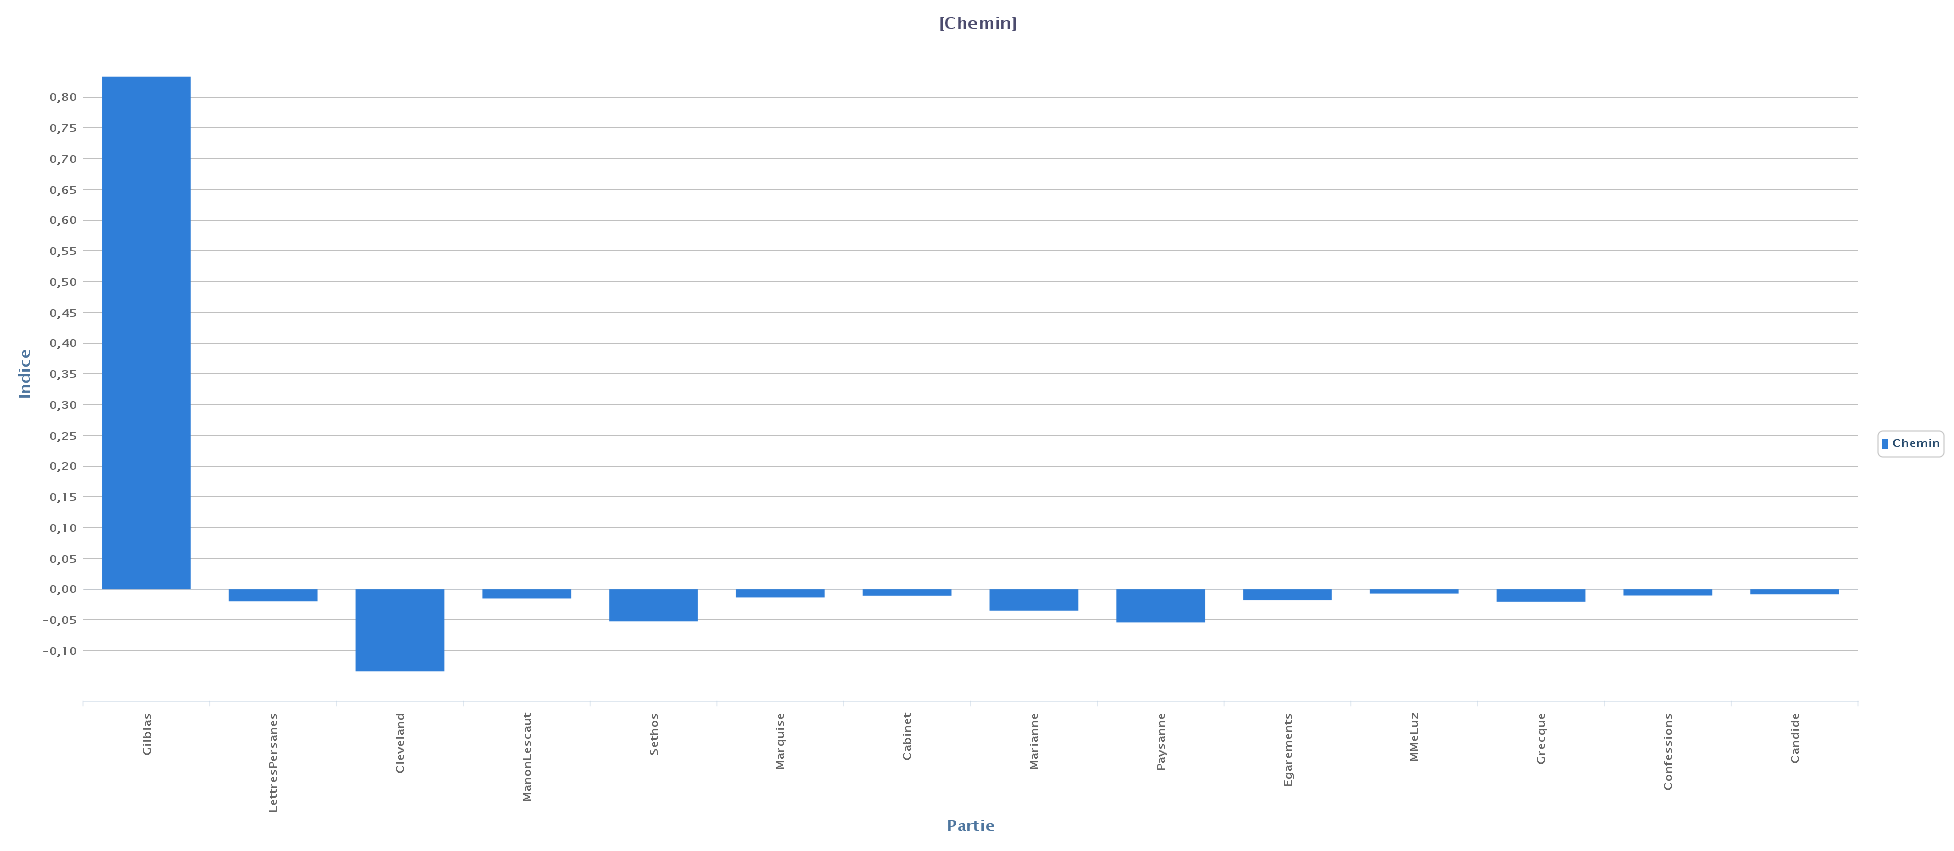 [Chemin]
0,80
0,75
0,70
0,65
0,60
0,55
0,50
0,45
0,40
0,35
0,30
0,25
0,20
0,15
0,10
0,05
0,00
-0,05
-0,10
Indice
Chemin
Gilblas
LettresPersanes
Cleveland
ManonLescaut
Sethos
Marquise
Cabinet
Marianne
Paysanne
Egarements
MMeLuz
Grecque
Confessions
Candide
Partie